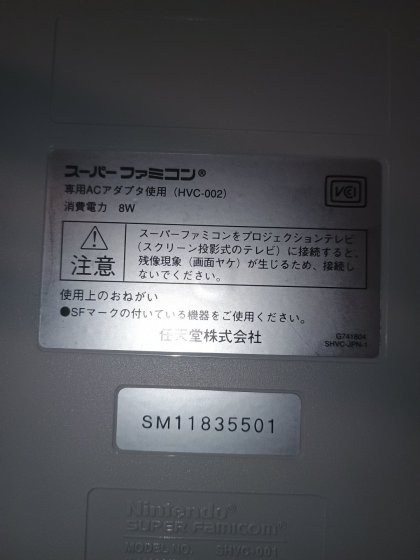 スーパーファミコン®
専用ACアダプタ使用（HVC-002）
消費電力 8W
VCI
注意
スーパーファミコンをプロジェクションテレビ
（スクリーン投影式のテレビ）に接続すると、
残像現象（画面ヤケ）が生じるため、接続し
ないでください。
使用上のおねがい
●SFマークの付いている機器をご使用ください。
任天堂株式会社
G741804
SHVC-JPN-1
SM11835501
Nintendo
SUPER Famicom®
MODEL NO. SHVC-001